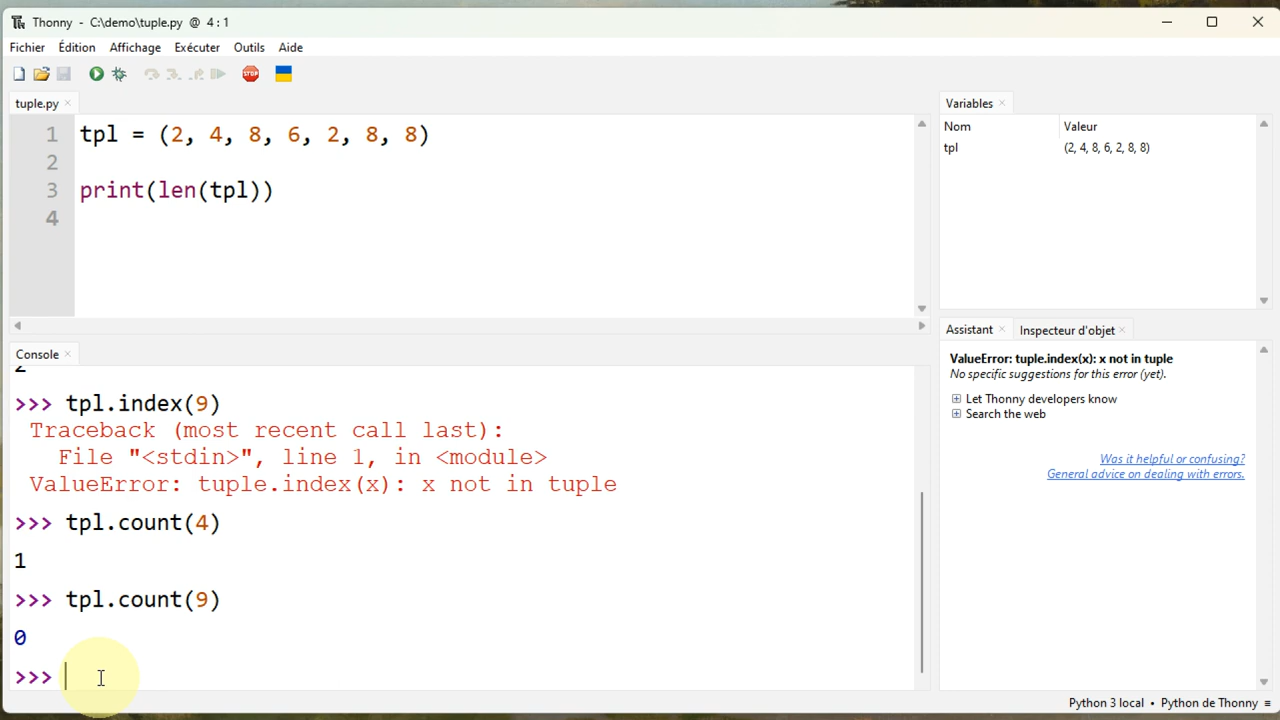 Thonny - C:\demo\tuple.py @ 4:1
Fichier Édition Affichage Exécuter Outils Aide
STOP
tuple.py ×
1 tpl = (2, 4, 8, 6, 2, 8, 8)
2
3 print(len(tpl))
4
Variables ×
Nom Valeur
tpl (2, 4, 8, 6, 2, 8, 8)
Console ×
2
>>> tpl.index(9)
Traceback (most recent call last):
File "<stdin>", line 1, in <module>
ValueError: tuple.index(x): x not in tuple
>>> tpl.count(4)
1
>>> tpl.count(9)
0
>>>
Assistant × Inspecteur d'objet ×
ValueError: tuple.index(x): x not in tuple
No specific suggestions for this error (yet).
Let Thonny developers know
Search the web
Was it helpful or confusing?
General advice on dealing with errors.
Python 3 local • Python de Thonny ≡